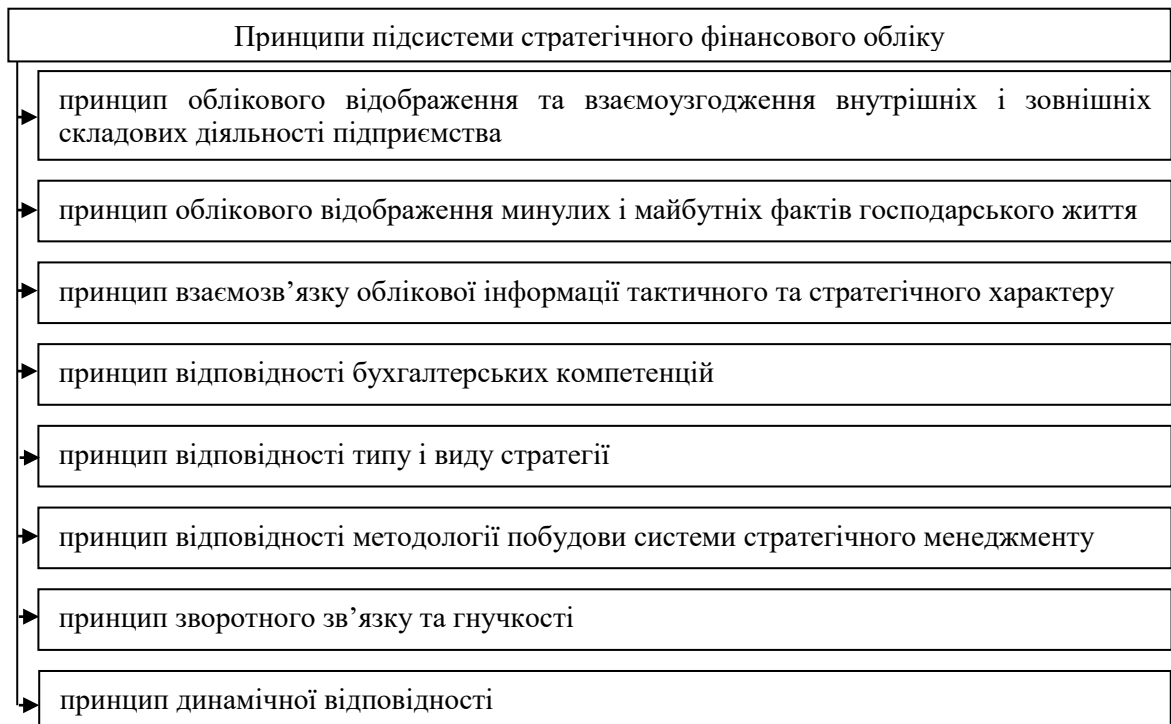 Принципи підсистеми стратегічного фінансового обліку
принцип облікового відображення та взаємоузгодження внутрішніх і зовнішніх
складових діяльності підприємства
принцип облікового відображення минулих і майбутніх фактів господарського життя
принцип взаємозв’язку облікової інформації тактичного та стратегічного характеру
принцип відповідності бухгалтерських компетенцій
принцип відповідності типу і виду стратегії
принцип відповідності методології побудови системи стратегічного менеджменту
принцип зворотного зв’язку та гнучкості
принцип динамічної відповідності